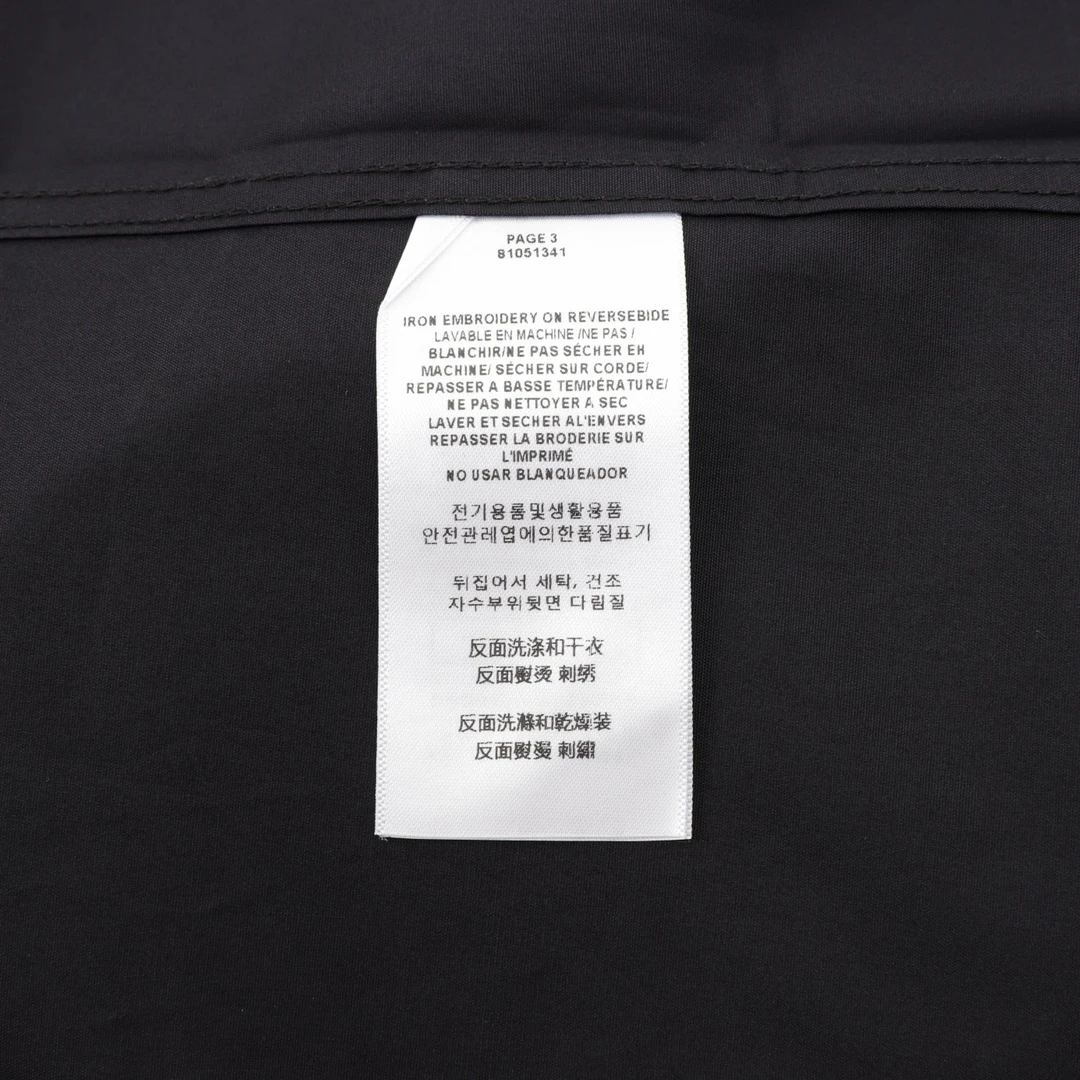 PAGE 3
81051341
IRON EMBROIDERY ON REVERSEBIDE
LAVABLE EN MACHINE /NE PAS /
BLANCHIR/NE PAS SÉCHER EH
MACHINE/ SÉCHER SUR CORDE/
REPASSER A BASSE TEMPÉRATURE/
NE PAS NETTOYER A SEC
LAVER ET SECHER AL'ENVERS
REPASSER LA BRODERIE SUR
L'IMPRIMÉ
NO USAR BLANQUEADOR
전기용품및생활용품
안전관레엽에의한품질표기
뒤집어서 세탁, 건조
자수부위뒷면 다림질
反面洗涤和干衣
反面熨烫 刺绣
反面洗滌和乾燥装
反面熨燙 刺繡